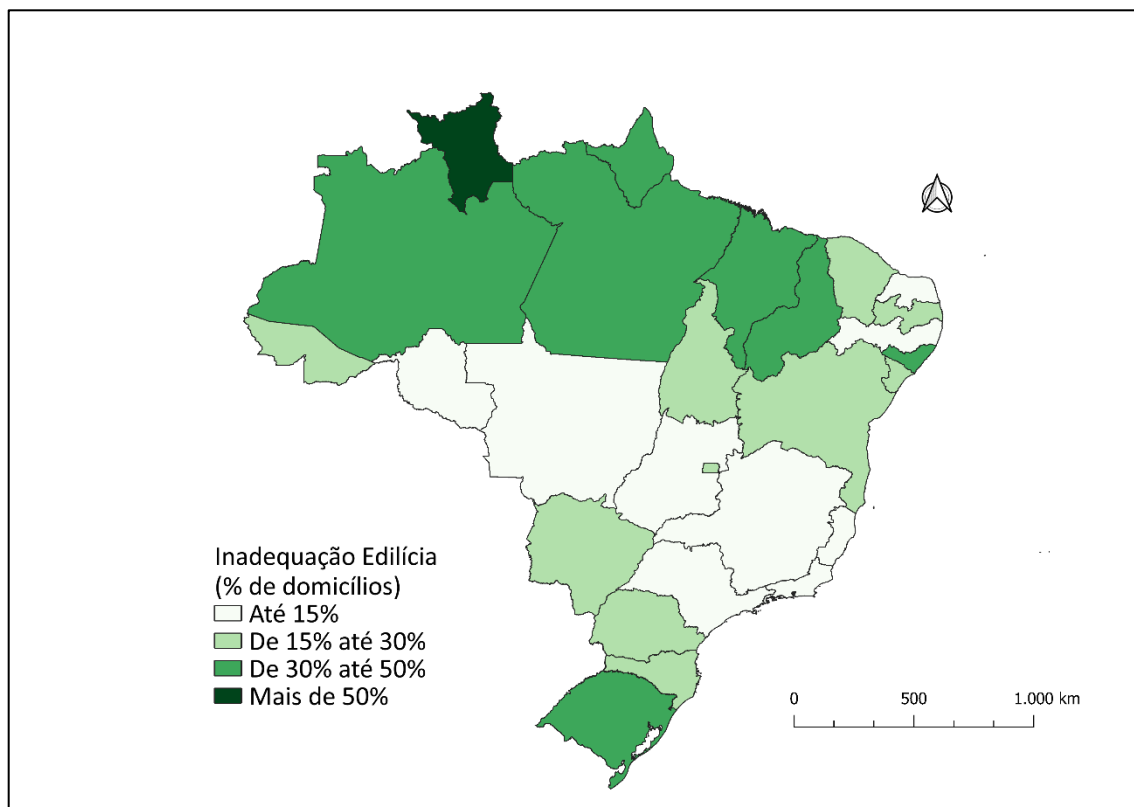 Inadequação Edilícia
(% de domicílios)
Até 15%
De 15% até 30%
De 30% até 50%
Mais de 50%
0 500 1.000 km